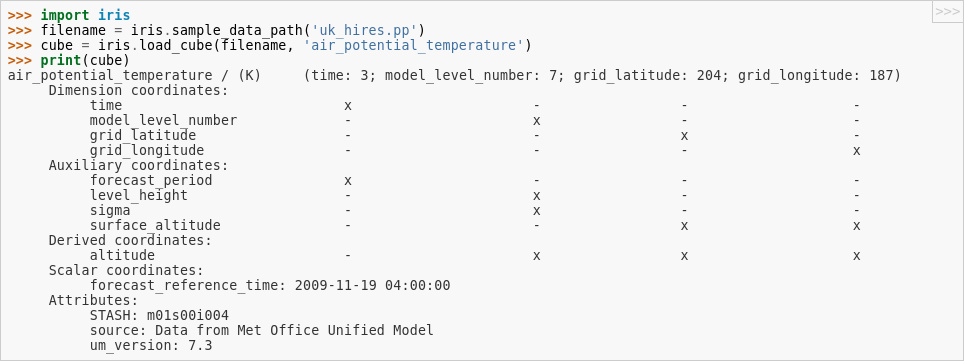 >>> import iris
>>>
>>> filename = iris.sample_data_path('uk_hires.pp')
>>> cube = iris.load_cube(filename, 'air_potential_temperature')
>>> print(cube)
air_potential_temperature / (K)     (time: 3; model_level_number: 7; grid_latitude: 204; grid_longitude: 187)
     Dimension coordinates:
          time                           x                      -                 -                    -
          model_level_number             -                      x                 -                    -
          grid_latitude                  -                      -                 x                    -
          grid_longitude                 -                      -                 -                    x
     Auxiliary coordinates:
          forecast_period                x                      -                 -                    -
          level_height                   -                      x                 -                    -
          sigma                          -                      x                 -                    -
          surface_altitude               -                      -                 x                    x
     Derived coordinates:
          altitude                       -                      x                 x                    x
     Scalar coordinates:
          forecast_reference_time: 2009-11-19 04:00:00
     Attributes:
          STASH: m01s00i004
          source: Data from Met Office Unified Model
          um_version: 7.3